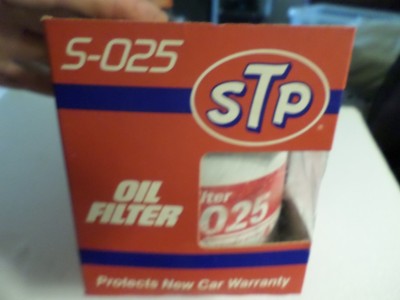 S-025
STP
OIL
FILTER
lter
025
Protects New Car Warranty